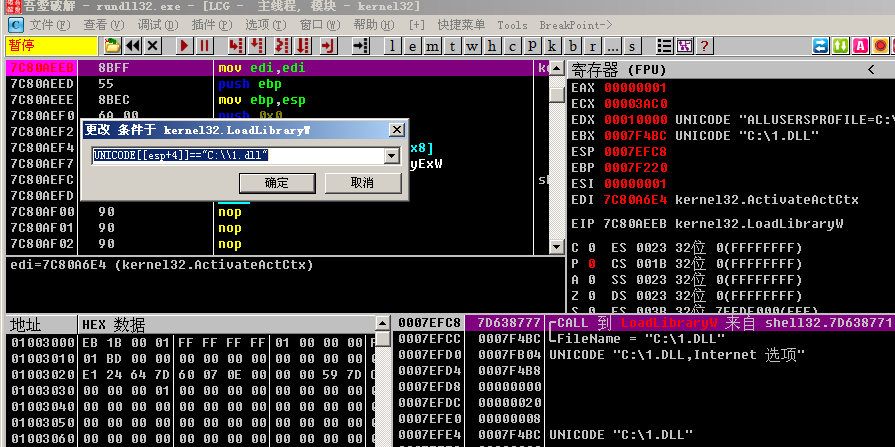 吾爱破解 - rundll32.exe - [LCG - 主线程, 模块 - kernel32]
文件(F) 查看(V) 调试(D) 插件(P) 选项(T) 窗口(W) 帮助(H) [+] 快捷菜单 Tools BreakPoint->
暂停 l e m t w h c p k b r ... s ?
7C80AEEB 8BFF mov edi,edi
7C80AEED 55 push ebp
7C80AEEE 8BEC mov ebp,esp
7C80AEF0 6A 00 push 0x0
7C80AEF2
7C80AEF4 x8]
7C80AEF7 yExW
7C80AEFC
7C80AEFD
7C80AF00 90 nop
7C80AF01 90 nop
7C80AF02 90 nop
更改 条件于 kernel32.LoadLibraryW
UNICODE[[esp+4]]=="C:\\1.dll"
确定 取消
edi=7C80A6E4 (kernel32.ActivateActCtx)
寄存器 (FPU) <
EAX 00000001
ECX 00003AC0
EDX 00010000 UNICODE "ALLUSERSPROFILE=C:\
EBX 0007F4BC UNICODE "C:\1.DLL"
ESP 0007EFC8
EBP 0007F220
ESI 00000001
EDI 7C80A6E4 kernel32.ActivateActCtx
EIP 7C80AEEB kernel32.LoadLibraryW
C 0 ES 0023 32位 0(FFFFFFFF)
P 0 CS 001B 32位 0(FFFFFFFF)
A 0 SS 0023 32位 0(FFFFFFFF)
Z 0 DS 0023 32位 0(FFFFFFFF)
S 0 FS 003B 32位 7FFDE000(FFF)
地址 HEX 数据
01003000 EB 1B 00 01 FF FF FF FF 01 00 00 00
01003010 01 BD 00 00 00 00 00 00 00 00 00 00
01003020 E1 24 64 7D 60 07 0E 00 00 00 59 7D
01003030 00 00 00 01 00 00 00 00 00 00 00 00
01003040 00 00 00 00 00 00 00 00 00 00 00 00
01003050 00 00 00 00 00 00 00 00 00 00 00 00
01003060 00 00 00 00 00 00 00 00 00 00 00 00
0007EFC8 7D638777 CALL 到 LoadLibraryW 来自 shell32.7D638771
0007EFCC 0007F4BC FileName = "C:\1.DLL"
0007EFD0 0007FB04 UNICODE "C:\1.DLL,Internet 选项"
0007EFD4 0007F4B8
0007EFD8 00000000
0007EFDC 00000020
0007EFE0 00000008
0007EFE4 0007F4BC UNICODE "C:\1.DLL"